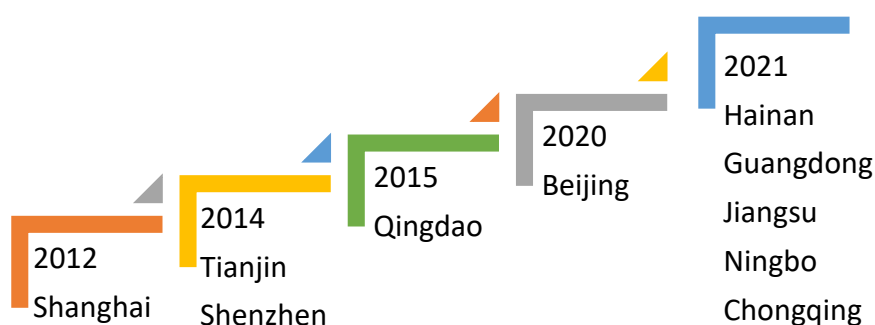 2012
Shanghai
2014
Tianjin
Shenzhen
2015
Qingdao
2020
Beijing
2021
Hainan
Guangdong
Jiangsu
Ningbo
Chongqing